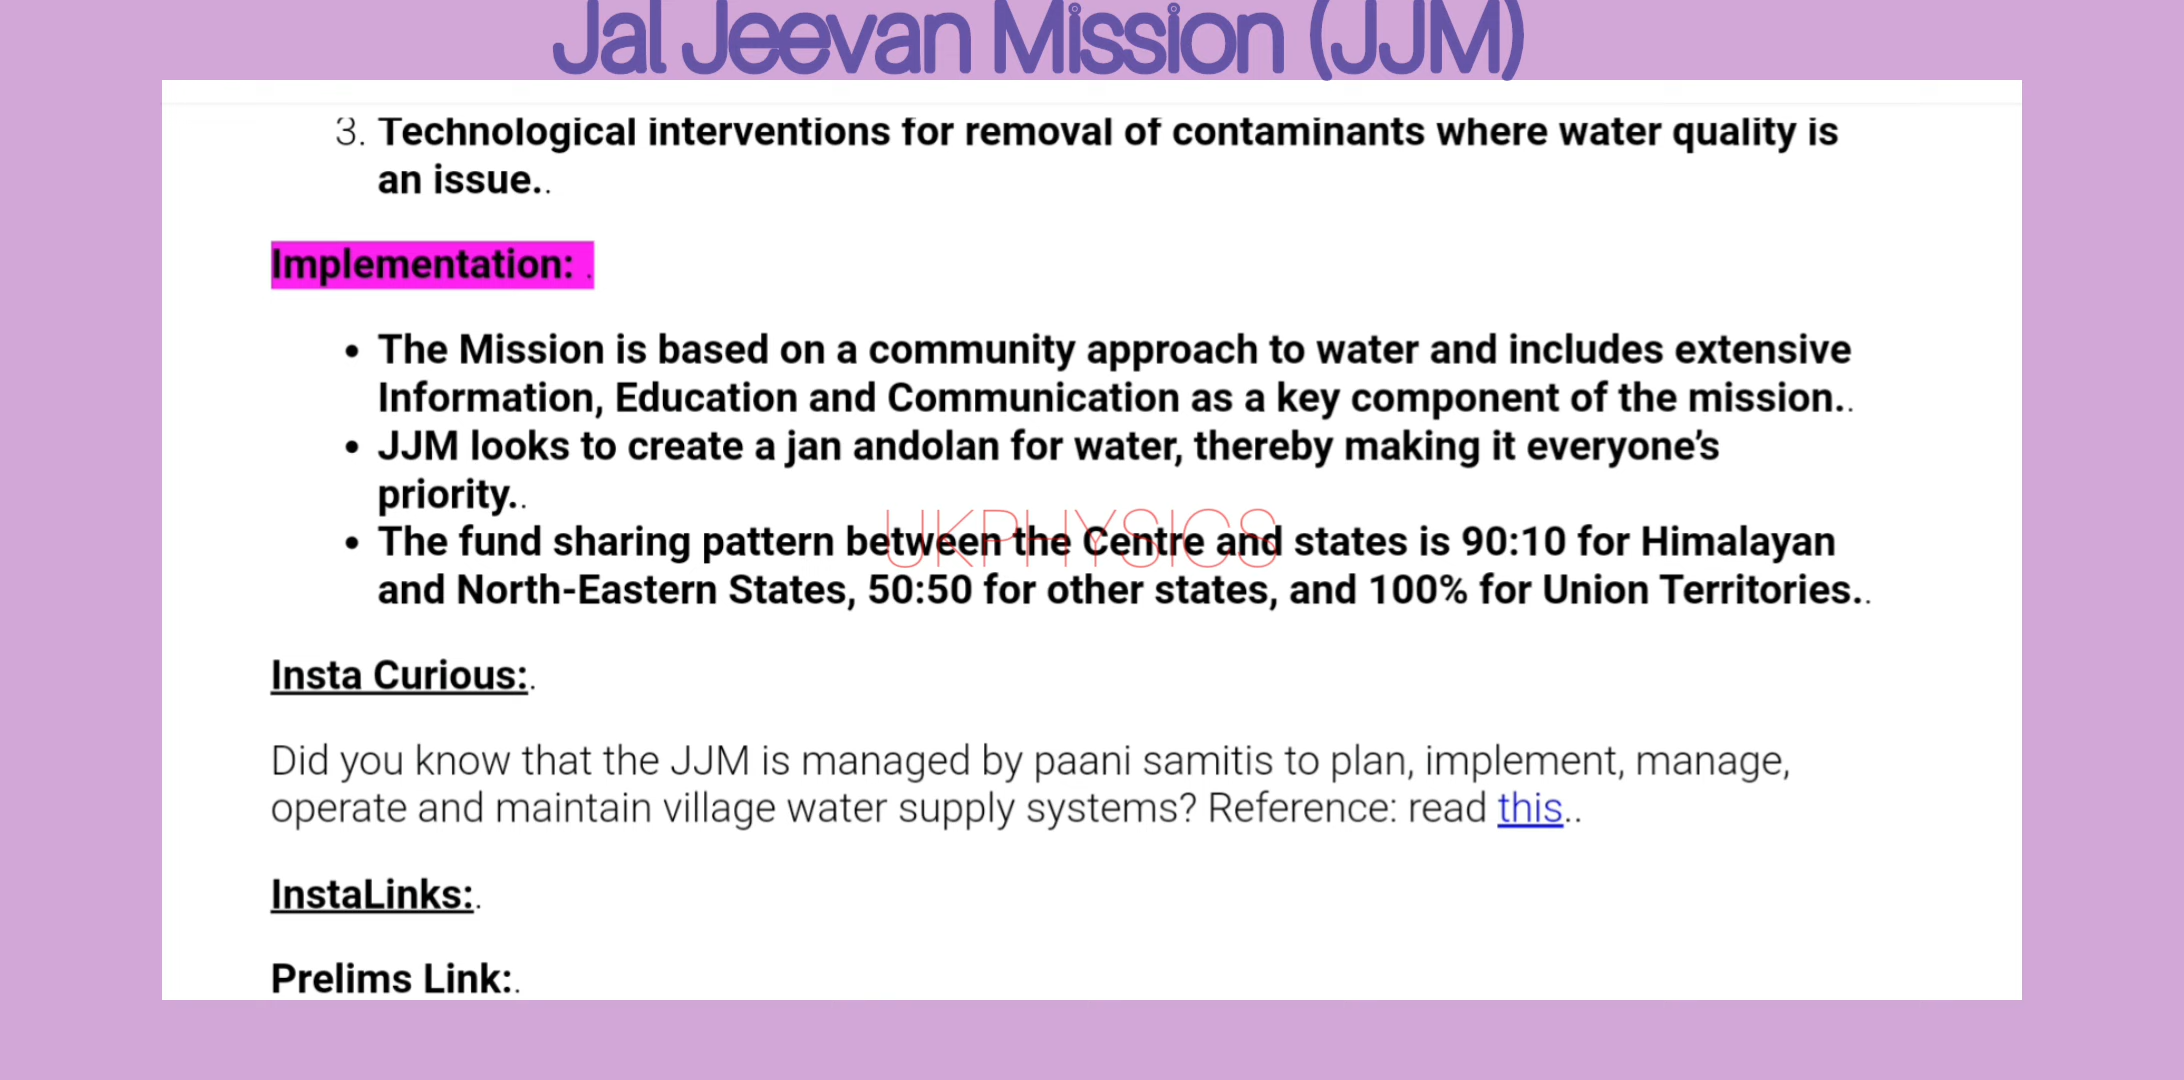 Jal Jeevan Mission (JJM)
3. Technological interventions for removal of contaminants where water quality is
an issue..
Implementation: .
• The Mission is based on a community approach to water and includes extensive
Information, Education and Communication as a key component of the mission..
• JJM looks to create a jan andolan for water, thereby making it everyone’s
priority..
UKPHYSICS
• The fund sharing pattern between the Centre and states is 90:10 for Himalayan
and North-Eastern States, 50:50 for other states, and 100% for Union Territories..
Insta Curious:.
Did you know that the JJM is managed by paani samitis to plan, implement, manage,
operate and maintain village water supply systems? Reference: read this..
InstaLinks:.
Prelims Link:.